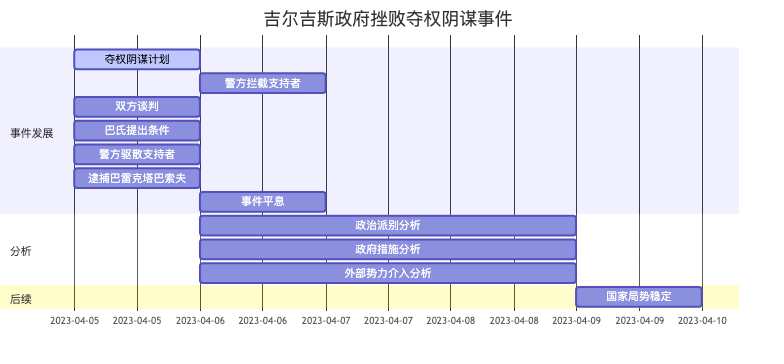 吉尔吉斯政府挫败夺权阴谋事件
夺权阴谋计划
警方拦截支持者
双方谈判
巴氏提出条件
事件发展
警方驱散支持者
逮捕巴雷克塔巴索夫
事件平息
政治派别分析
分析
政府措施分析
外部势力介入分析
后续
国家局势稳定
2023-04-05 2023-04-05 2023-04-06 2023-04-06 2023-04-07 2023-04-07 2023-04-08 2023-04-08 2023-04-09 2023-04-09 2023-04-10